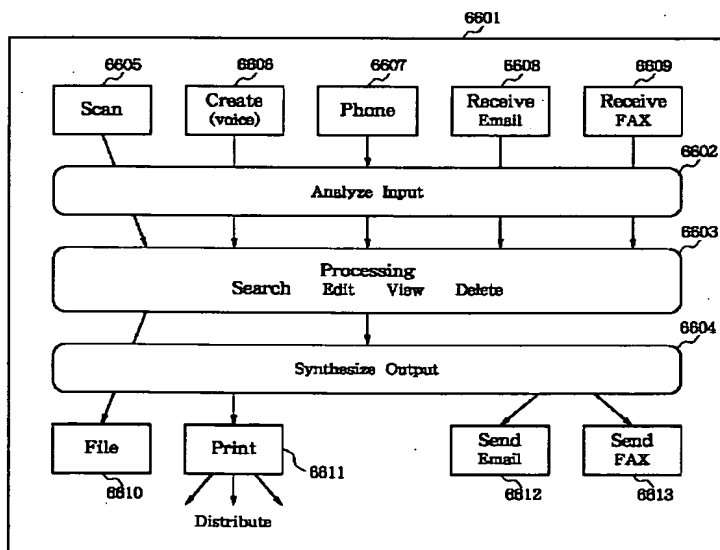 6601
6605
6606
6607
6608
6609
Scan
Create
(voice)
Phone
Receive
Email
Receive
FAX
6602
Analyze Input
6603
Processing
Search Edit View Delete
6604
Synthesize Output
File
Print
Send
Email
Send
FAX
6610
6611
6612
6613
Distribute